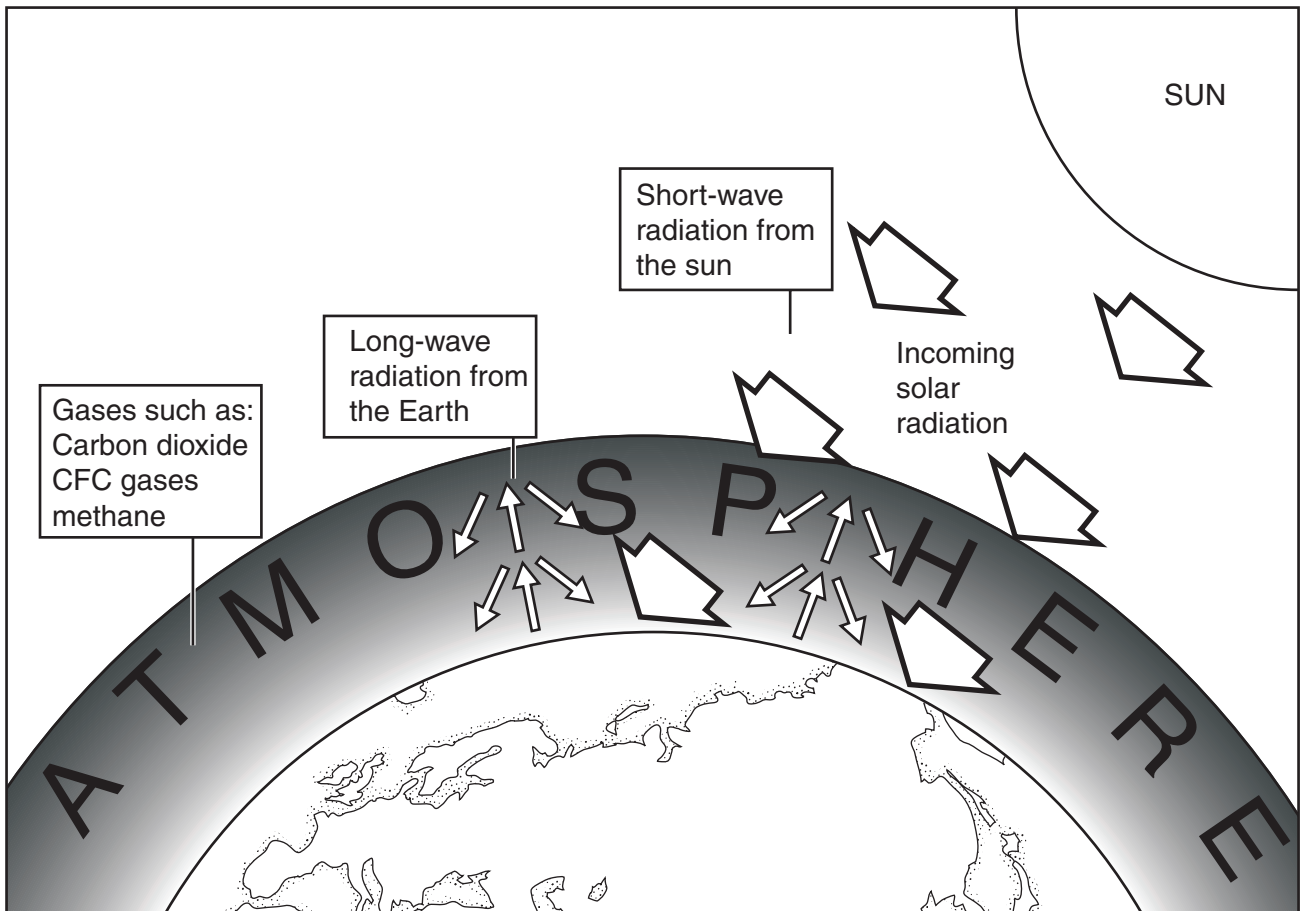 SUN
Short-wave
radiation from
the sun
Incoming
solar
radiation
Long-wave
radiation from
the Earth
Gases such as:
Carbon dioxide
CFC gases
methane
ATMOSPHERE